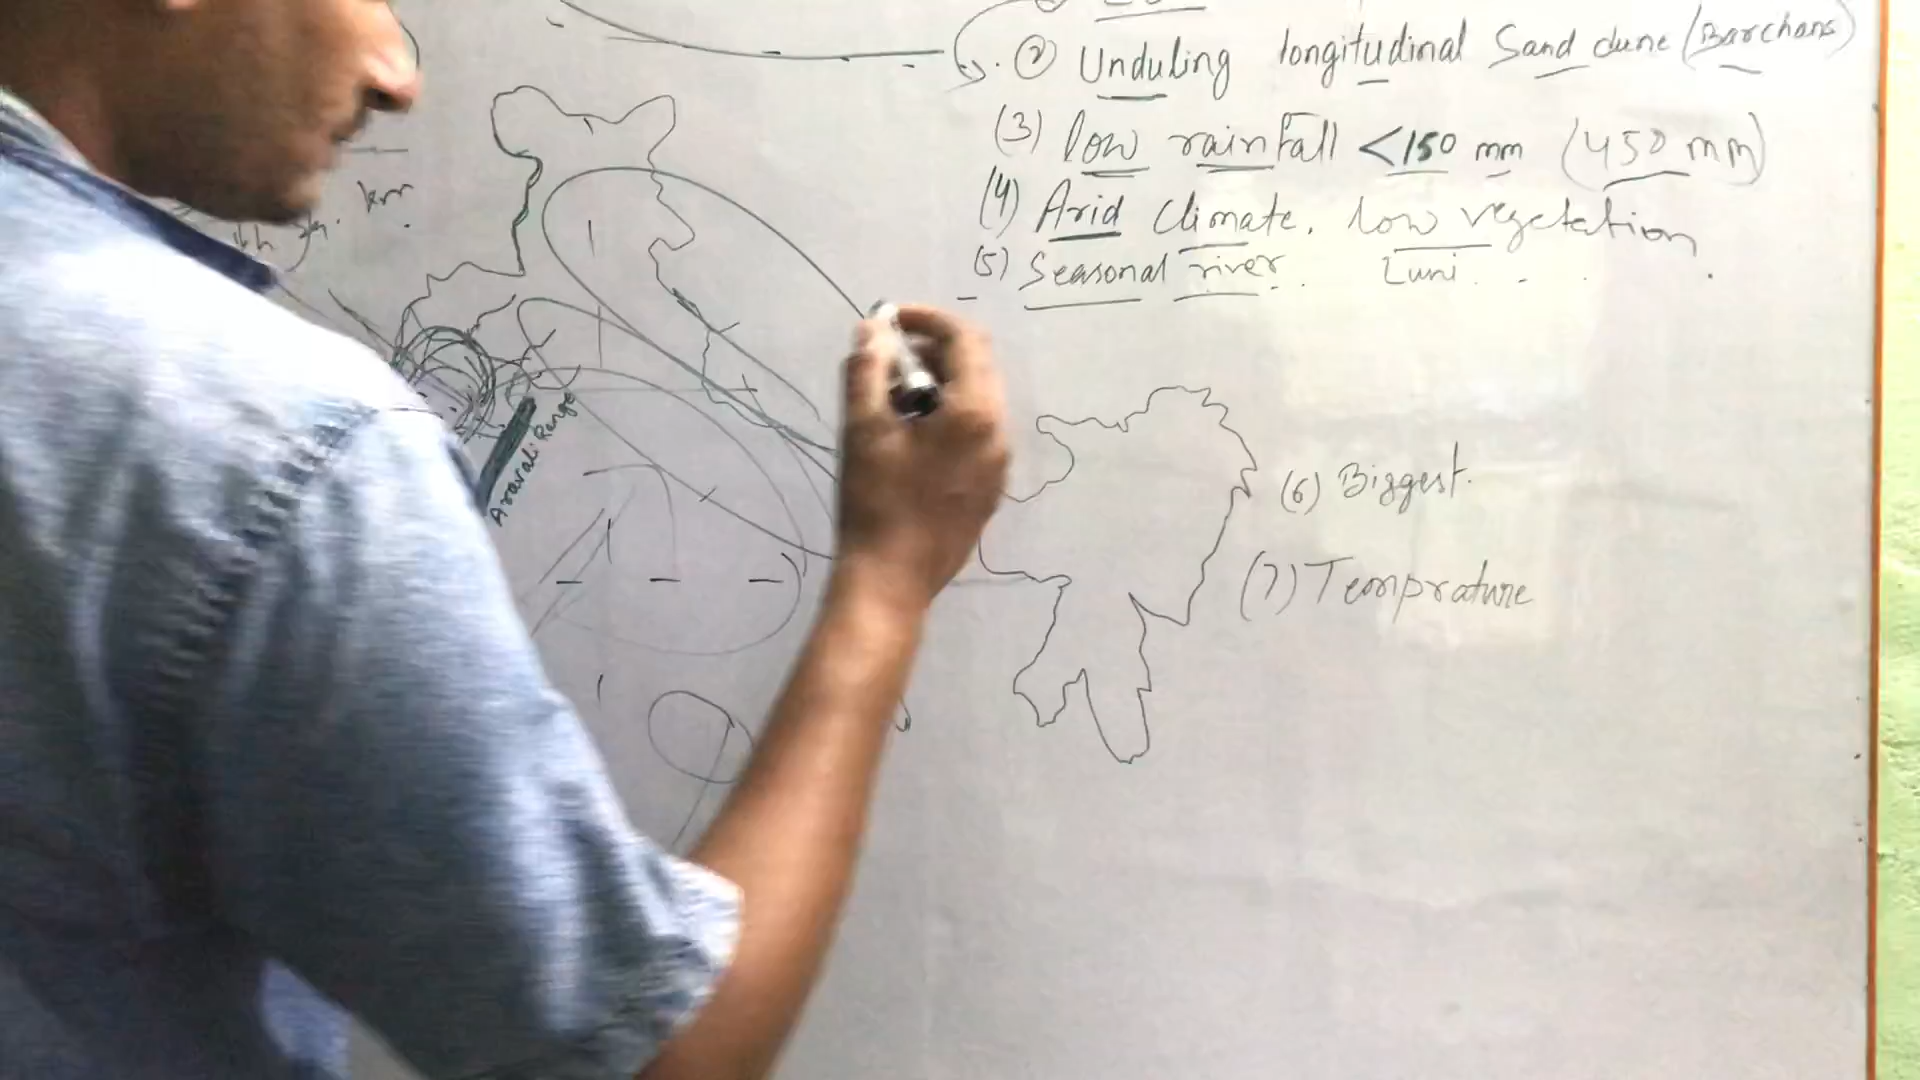 ② Unduling longitudinal Sand dune (Barchans)
(3) low rainfall <150 mm (450 mm)
(4) Arid Climate. low vegetation
(5) Seasonal river. Luni
km
Aravali Range
(6) Biggest.
(7) Temprature